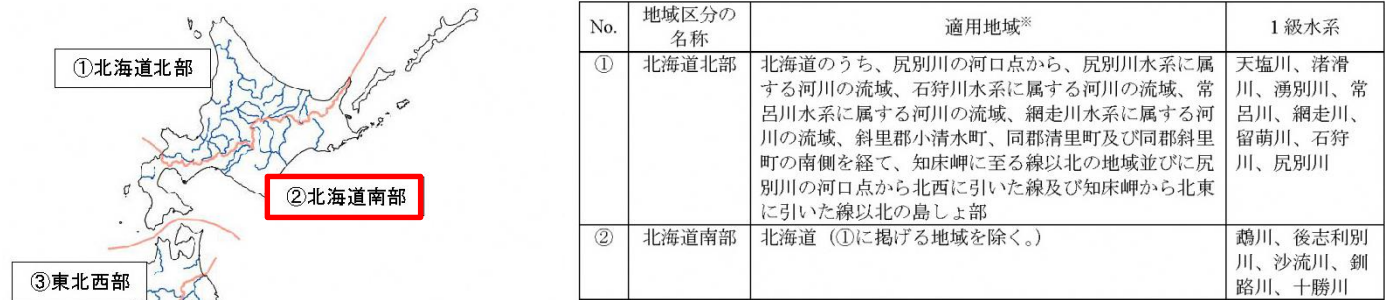 ①北海道北部
②北海道南部
③東北西部
No.
地域区分の
名称
適用地域※
1級水系
①
北海道北部
北海道のうち、尻別川の河口点から、尻別川水系に属
する河川の流域、石狩川水系に属する河川の流域、常
呂川水系に属する河川の流域、網走川水系に属する河
川の流域、斜里郡小清水町、同郡清里町及び同郡斜里
町の南側を経て、知床岬に至る線以北の地域並びに尻
別川の河口点から北西に引いた線及び知床岬から北東
に引いた線以北の島しょ部
天塩川、渚滑
川、湧別川、常
呂川、網走川、
留萌川、石狩
川、尻別川
②
北海道南部
北海道（①に掲げる地域を除く。）
鵡川、後志利別
川、沙流川、釧
路川、十勝川